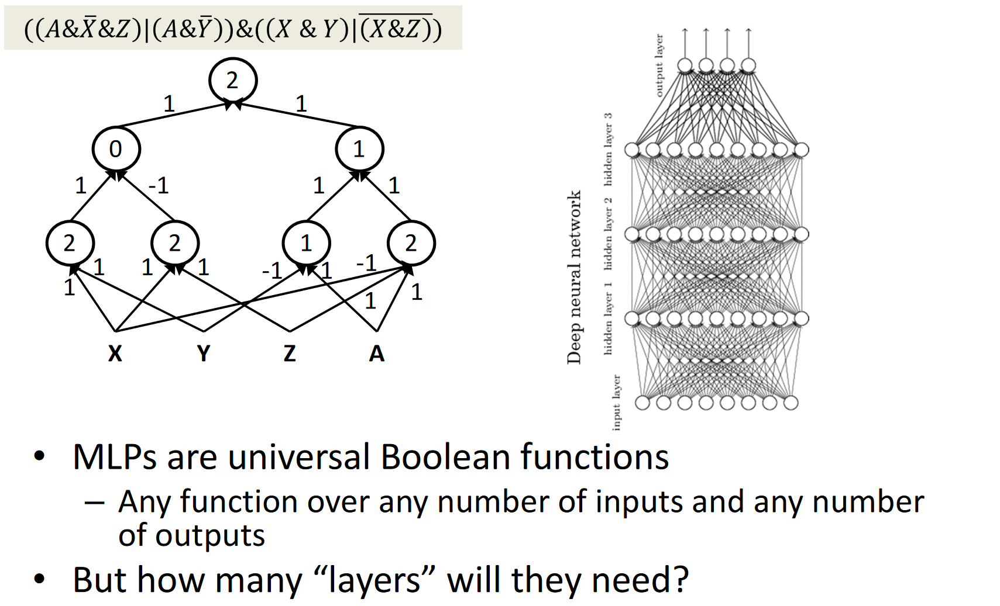 ((A&X̅&Z)|(A&Y̅))&((X & Y)|(X&Z)̅)
2
1 1
0 1
1 -1 1 1
2 2 1 2
1 1 1 1 -1 1 -1 1 1
X Y Z A
output layer
hidden layer 3
hidden layer 2
hidden layer 1
input layer
Deep neural network
• MLPs are universal Boolean functions
– Any function over any number of inputs and any number
of outputs
• But how many “layers” will they need?